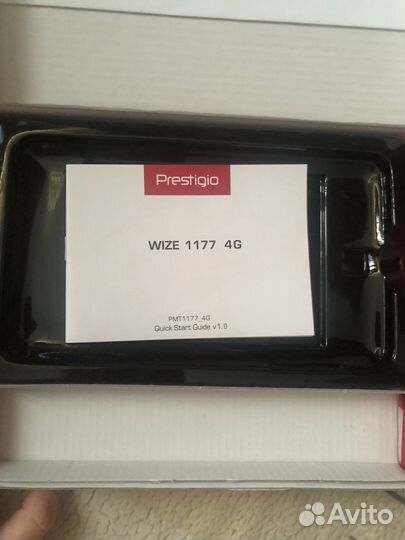 Prestigio
WIZE 1177 4G
PMT1177_4G
Quick Start Guide v1.0
Avito